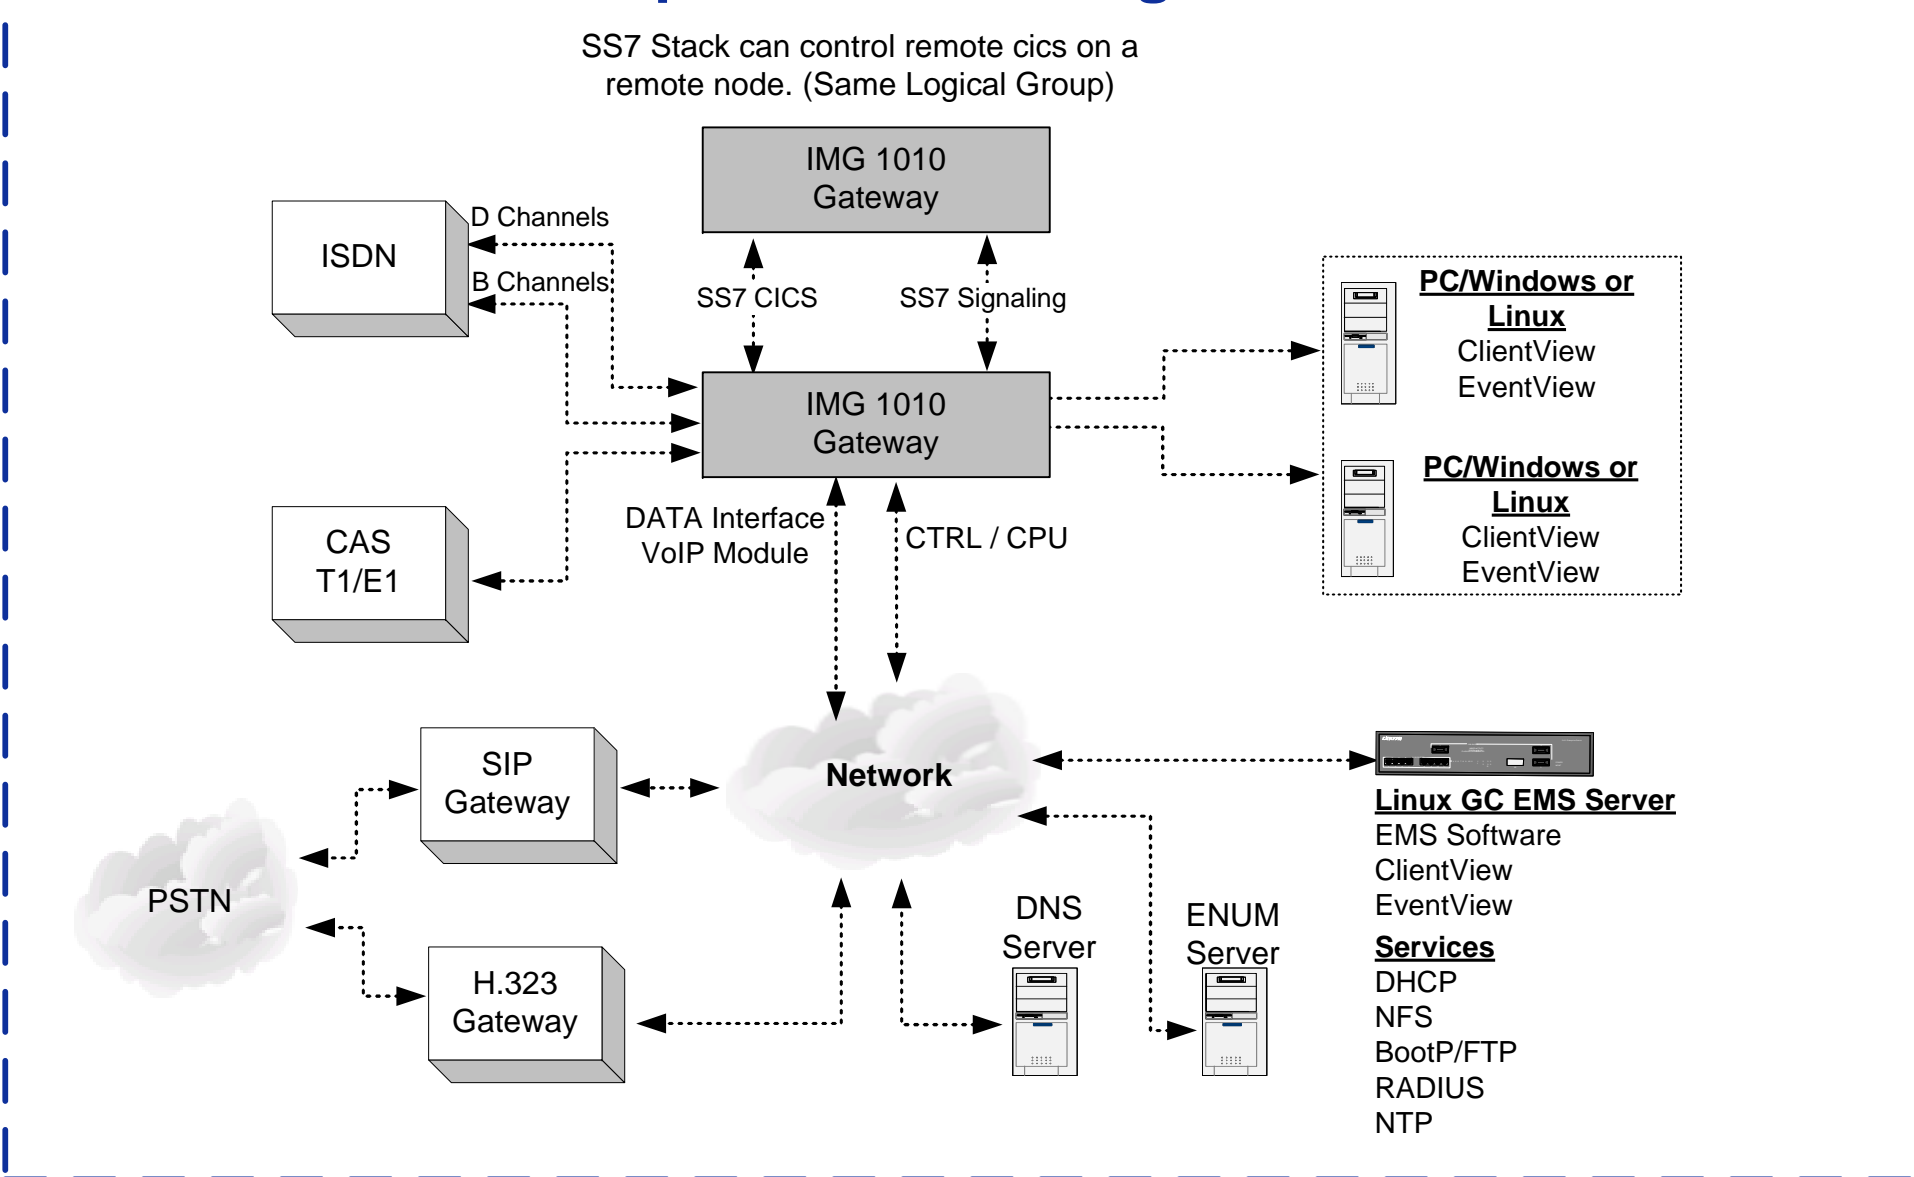 SS7 Stack can control remote cics on a
remote node. (Same Logical Group)
IMG 1010
Gateway
D Channels
ISDN
B Channels
SS7 CICS
SS7 Signaling
PC/Windows or
Linux
ClientView
EventView
IMG 1010
Gateway
PC/Windows or
Linux
ClientView
EventView
DATA Interface
VoIP Module
CTRL / CPU
CAS
T1/E1
SIP
Gateway
Network
Linux GC EMS Server
EMS Software
ClientView
EventView
PSTN
DNS
Server
ENUM
Server
H.323
Gateway
Services
DHCP
NFS
BootP/FTP
RADIUS
NTP